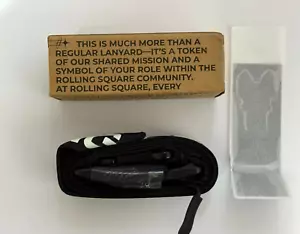 THIS IS MUCH MORE THAN A
REGULAR LANYARD—IT'S A TOKEN
OF OUR SHARED MISSION AND A
SYMBOL OF YOUR ROLE WITHIN THE
ROLLING SQUARE COMMUNITY.
AT ROLLING SQUARE, EVERY